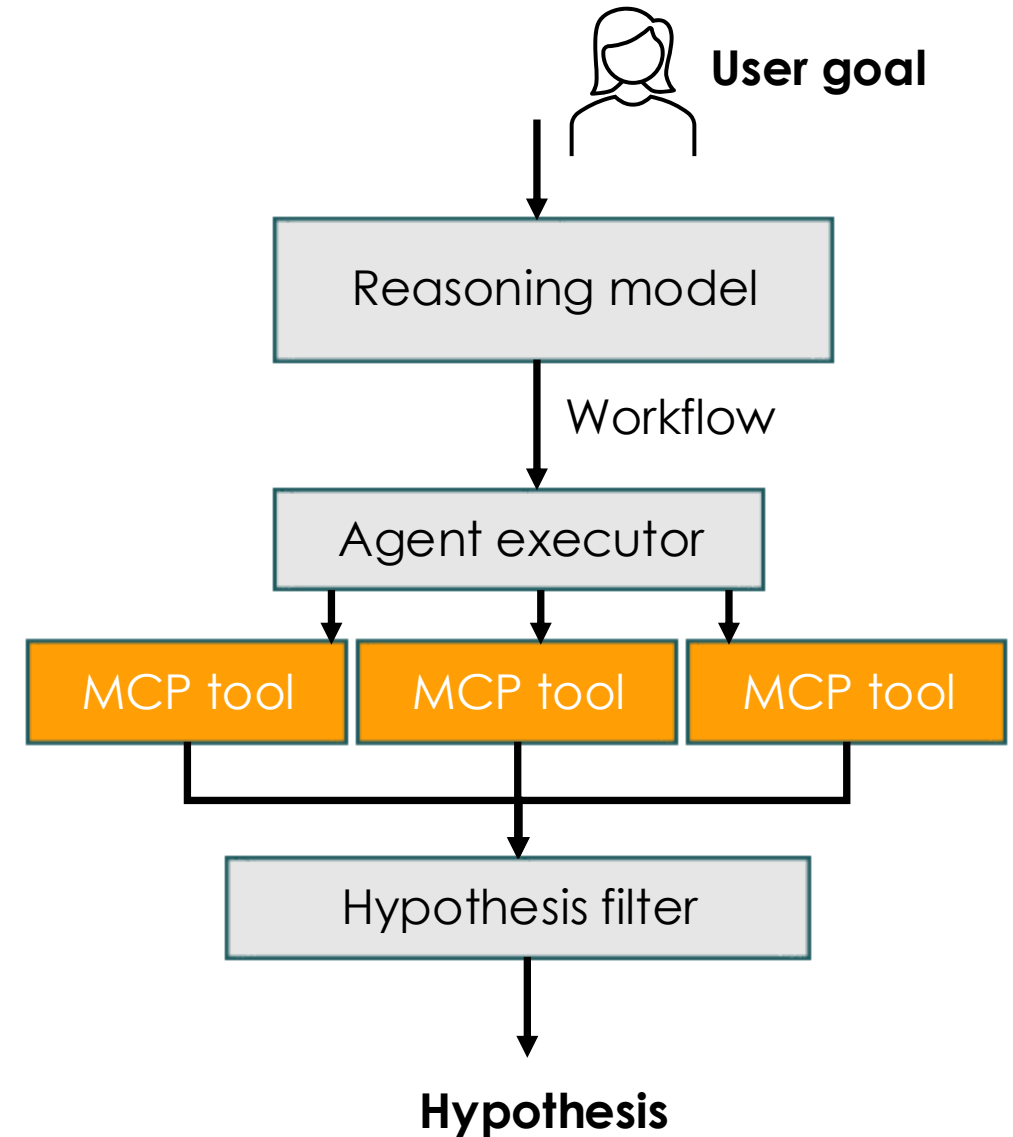 User goal
Reasoning model
Workflow
Agent executor
MCP tool
MCP tool
MCP tool
Hypothesis filter
Hypothesis